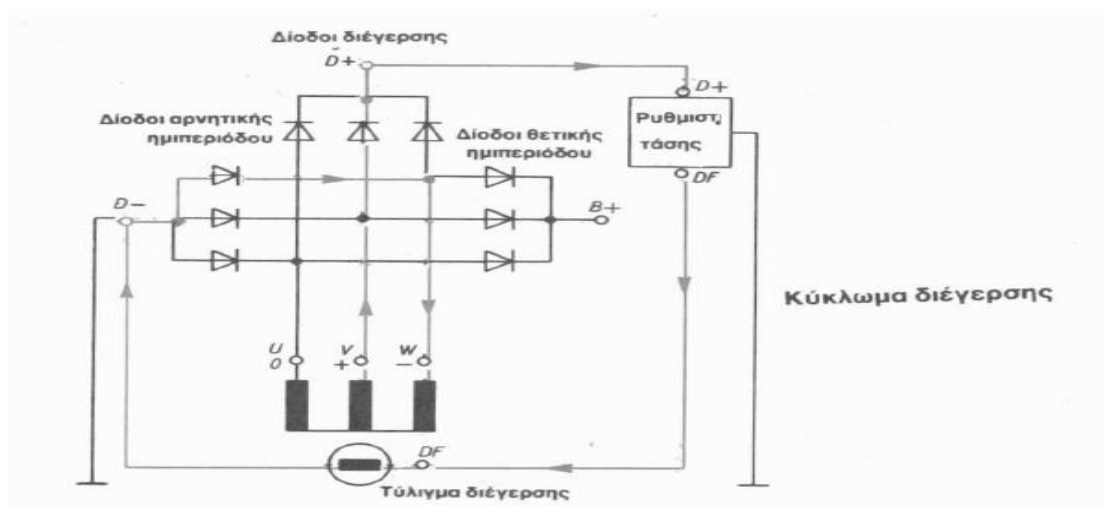 Δίοδοι διέγερσης
D+
D+
Δίοδοι αρνητικής
ημιπεριόδου
Δίοδοι θετικής
ημιπεριόδου
Ρυθμιστ
τάσης
DF
D-
B+
Κύκλωμα διέγερσης
U
0
V
+
W
-
DF
Τύλιγμα διέγερσης